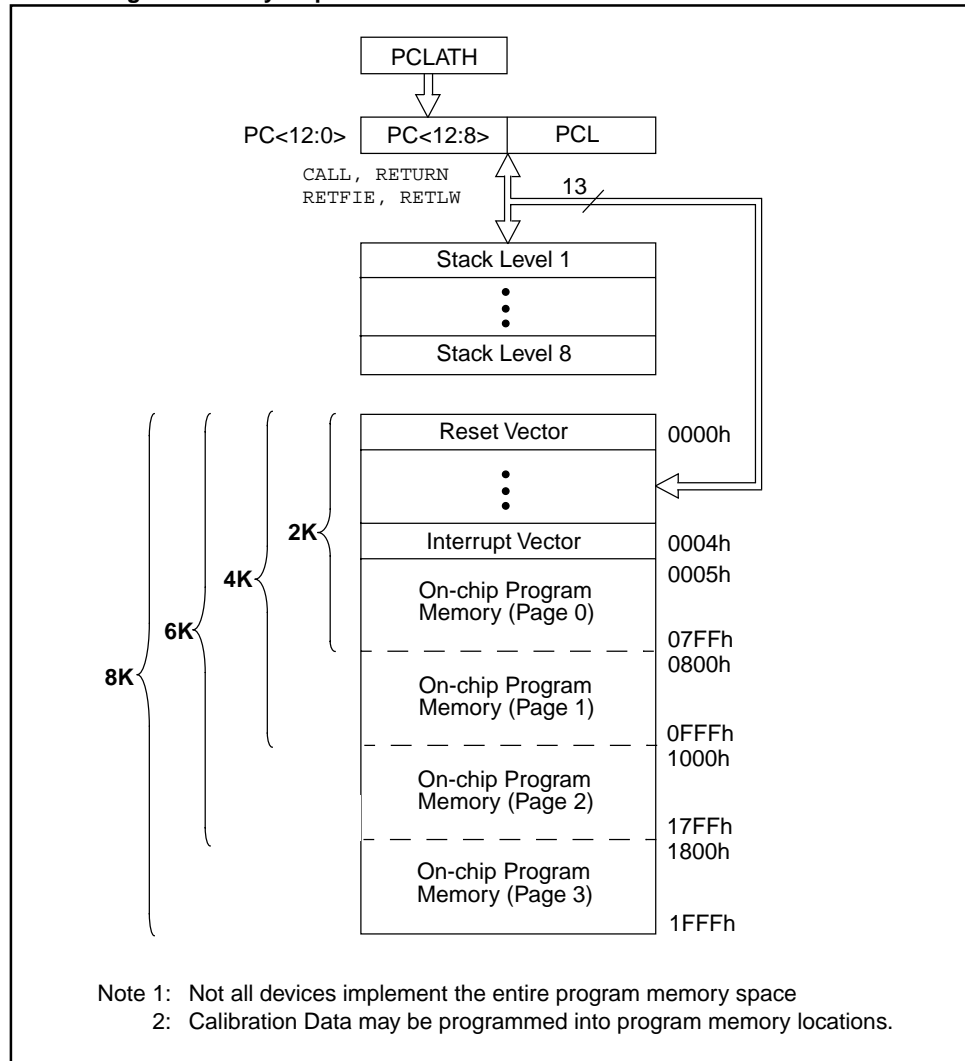 PCLATH
PC<12:0>
PC<12:8>
PCL
CALL, RETURN
RETFIE, RETLW
13
Stack Level 1
Stack Level 8
Reset Vector
0000h
2K
Interrupt Vector
0004h
0005h
4K
On-chip Program
Memory (Page 0)
6K
07FFh
0800h
8K
On-chip Program
Memory (Page 1)
0FFFh
1000h
On-chip Program
Memory (Page 2)
17FFh
1800h
On-chip Program
Memory (Page 3)
1FFFh
Note 1: Not all devices implement the entire program memory space
2: Calibration Data may be programmed into program memory locations.